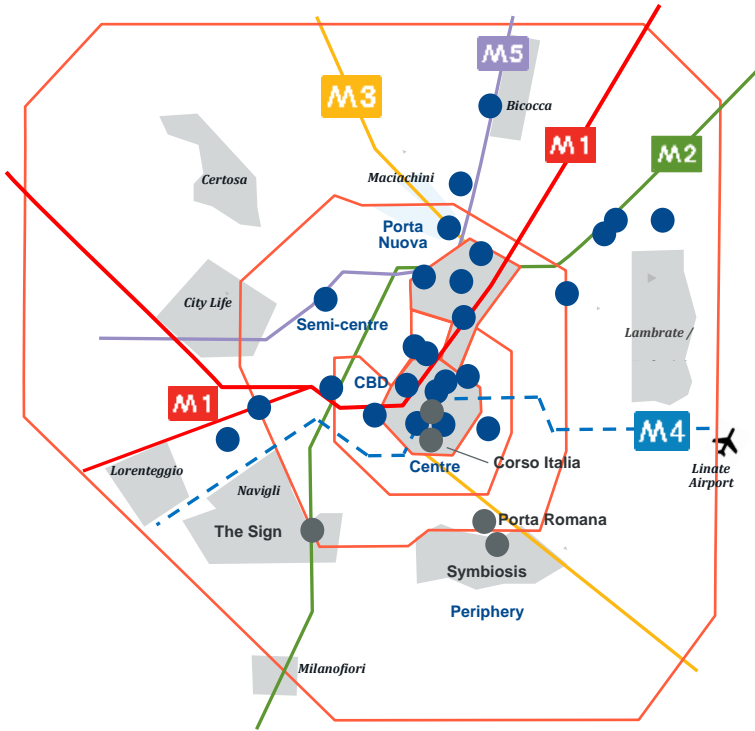 M5
M3
Bicocca
M1
M2
Maciachini
Certosa
Porta
Nuova
City Life
Semi-centre
Lambrate /
CBD
M1
M4
Centre
Corso Italia
Linate
Airport
Lorenteggio
Navigli
The Sign
Porta Romana
Symbiosis
Periphery
Milanofiori